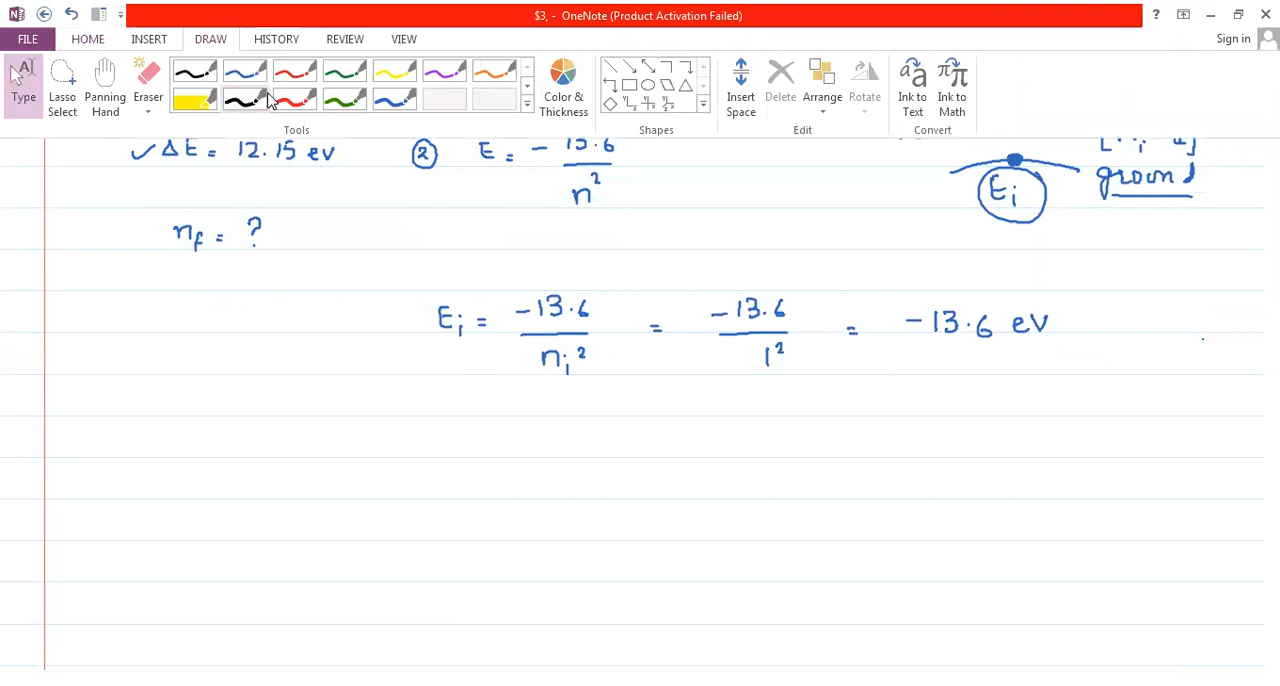 $3, - OneNote (Product Activation Failed)
Sign in
FILE HOME INSERT DRAW HISTORY REVIEW VIEW
Type Lasso Select Panning Hand Eraser Color & Thickness Insert Space Delete Arrange Rotate Ink to Text Ink to Math
Tools Shapes Edit Convert
✓ Δ E = 12.15 ev ② E = - 13.6 / n²
Ei ground
nf = ?
Ei = -13.6 / ni² = -13.6 / 1² = -13.6 ev